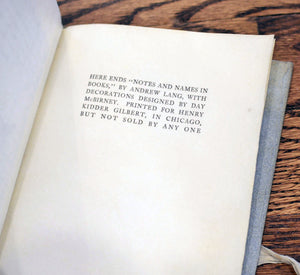 HERE ENDS "NOTES AND NAMES IN
BOOKS," BY ANDREW LANG, WITH
DECORATIONS DESIGNED BY DAY
McBIRNEY. PRINTED FOR HENRY
KIDDER GILBERT, IN CHICAGO,
BUT NOT SOLD BY ANY ONE